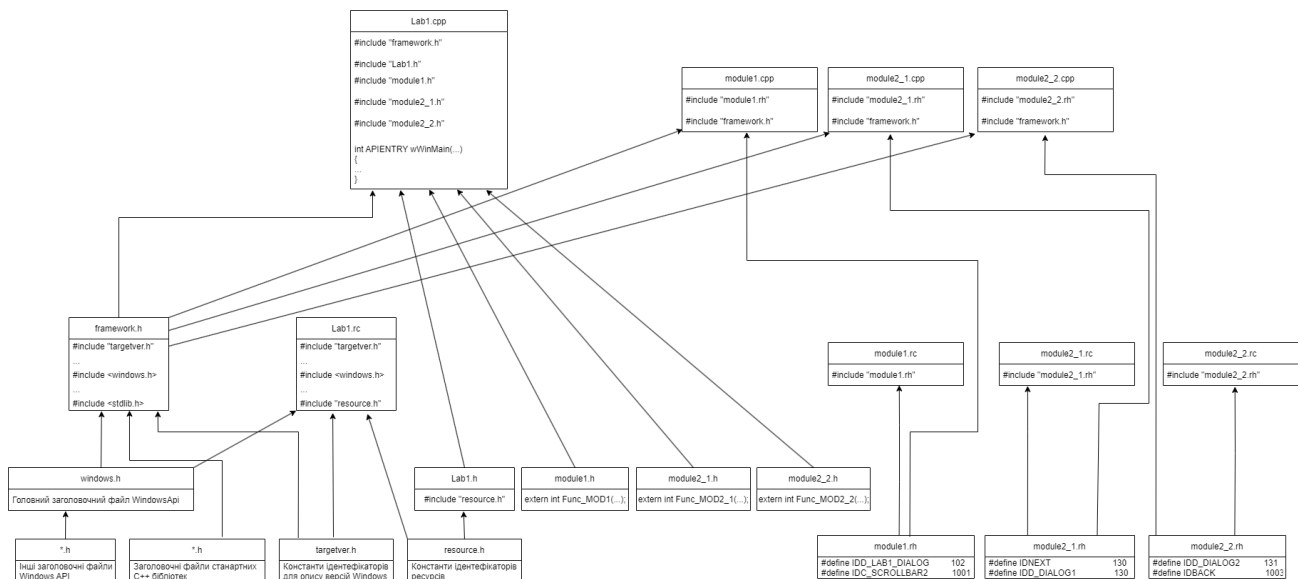 Lab1.cpp
#include "framework.h"
#include "Lab1.h"
#include "module1.h"
#include "module2_1.h"
#include "module2_2.h"
int APIENTRY wWinMain(...)
{
...
}
module1.cpp
#include "module1.rh"
#include "framework.h"
module2_1.cpp
#include "module2_1.rh"
#include "framework.h"
module2_2.cpp
#include "module2_2.rh"
#include "framework.h"
framework.h
#include "targetver.h"
...
#include <windows.h>
...
#include <stdlib.h>
Lab1.rc
#include "targetver.h"
...
#include <windows.h>
...
#include "resource.h"
module1.rc
#include "module1.rh"
module2_1.rc
#include "module2_1.rh"
module2_2.rc
#include "module2_2.rh"
windows.h
Головний заголовочний файл WindowsApi
Lab1.h
#include "resource.h"
module1.h
extern int Func_MOD1(...);
module2_1.h
extern int Func_MOD2_1(...);
module2_2.h
extern int Func_MOD2_2(...);
*.h
Інші заголовочні файли
Windows API
*.h
Заголовочні файли станартних
C++ бібліотек
targetver.h
Константи ідентефікаторів
для опису версій Windows
resource.h
Константи ідентефікаторів
ресурсів
module1.rh
#define IDD_LAB1_DIALOG 102
#define IDC_SCROLLBAR2 1001
module2_1.rh
#define IDNEXT 130
#define IDD_DIALOG1 130
module2_2.rh
#define IDD_DIALOG2 131
#define IDBACK 1003